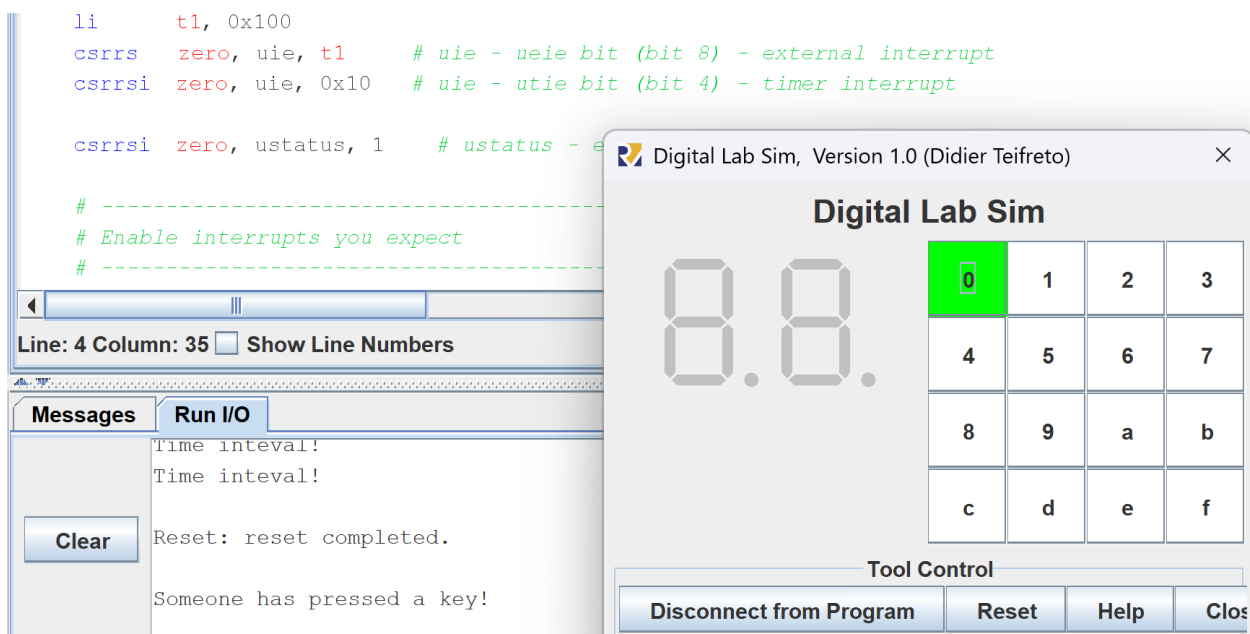 li t1, 0x100
csrrs zero, uie, t1 # uie - ueie bit (bit 8) - external interrupt
csrrsi zero, uie, 0x10 # uie - utie bit (bit 4) - timer interrupt
csrrsi zero, ustatus, 1 # ustatus - e
# -----------------------------------------
# Enable interrupts you expect
# -----------------------------------------
Line: 4 Column: 35 Show Line Numbers
Messages Run I/O
Time inteval!
Time inteval!
Reset: reset completed.
Someone has pressed a key!
Clear
Digital Lab Sim, Version 1.0 (Didier Teifreto)
Digital Lab Sim
8.8.
0 1 2 3
4 5 6 7
8 9 a b
c d e f
Tool Control
Disconnect from Program Reset Help Clos